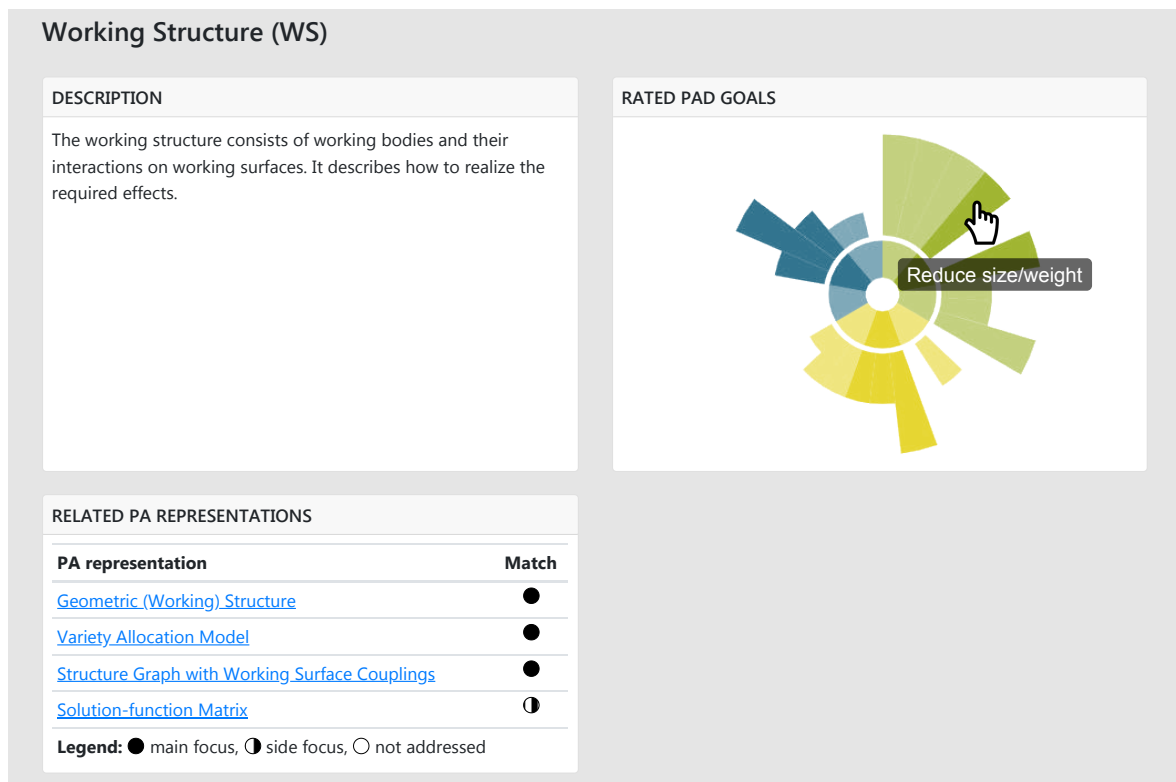 Working Structure (WS)
DESCRIPTION
The working structure consists of working bodies and their
interactions on working surfaces. It describes how to realize the
required effects.
RATED PAD GOALS
Reduce size/weight
RELATED PA REPRESENTATIONS
PA representation Match
Geometric (Working) Structure
Variety Allocation Model
Structure Graph with Working Surface Couplings
Solution-function Matrix
Legend: ● main focus, ◑ side focus, ○ not addressed